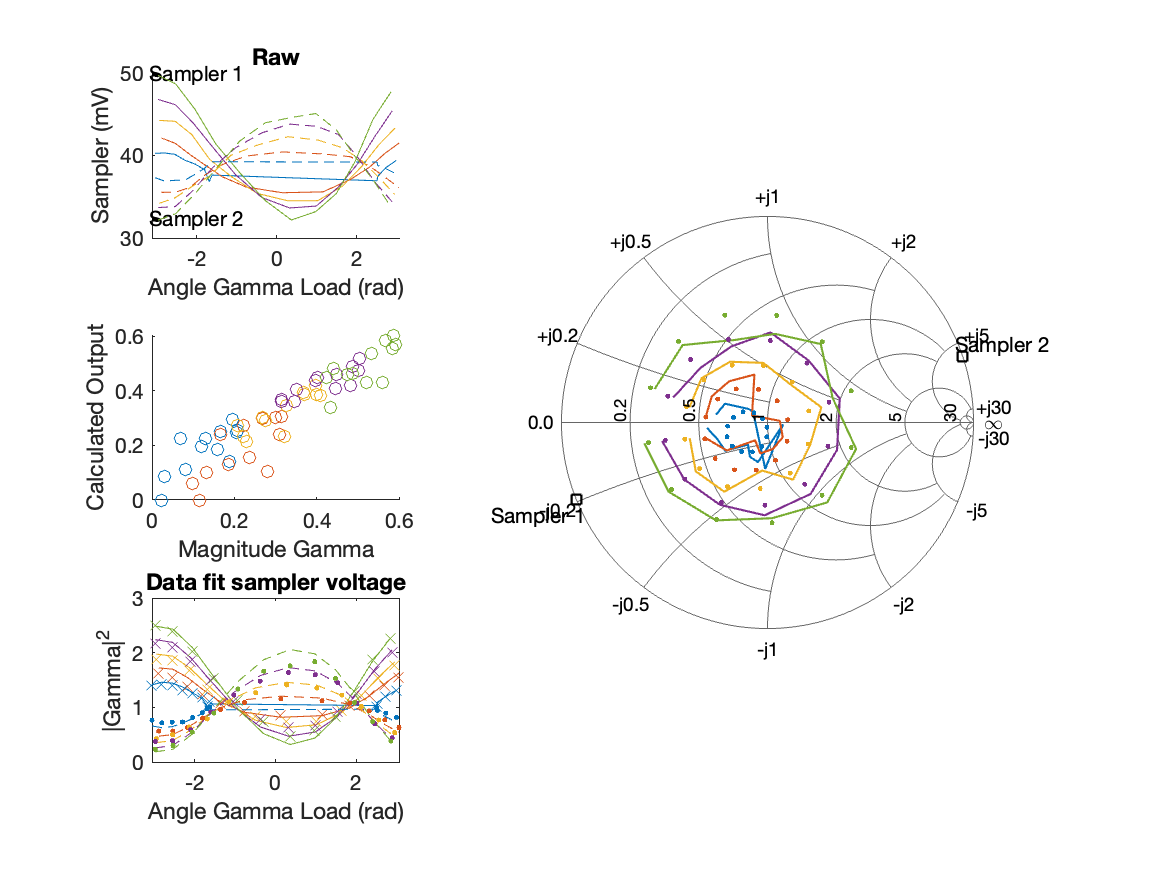 Raw
50
Sampler 1
40
Sampler (mV)
Sampler 2
30
-2
0
2
Angle Gamma Load (rad)
0.6
0.4
0.2
0
Calculated Output
0
0.2
0.4
0.6
Magnitude Gamma
Data fit sampler voltage
3
2
1
0
|Gamma|²
-2
0
2
Angle Gamma Load (rad)
+j1
+j0.5
+j2
+j0.2
+j5
Sampler 2
0.0
0.2
0.5
1
2
5
30
+j30
∞
-j30
Sampler 1
-j0.2
-j5
-j0.5
-j2
-j1